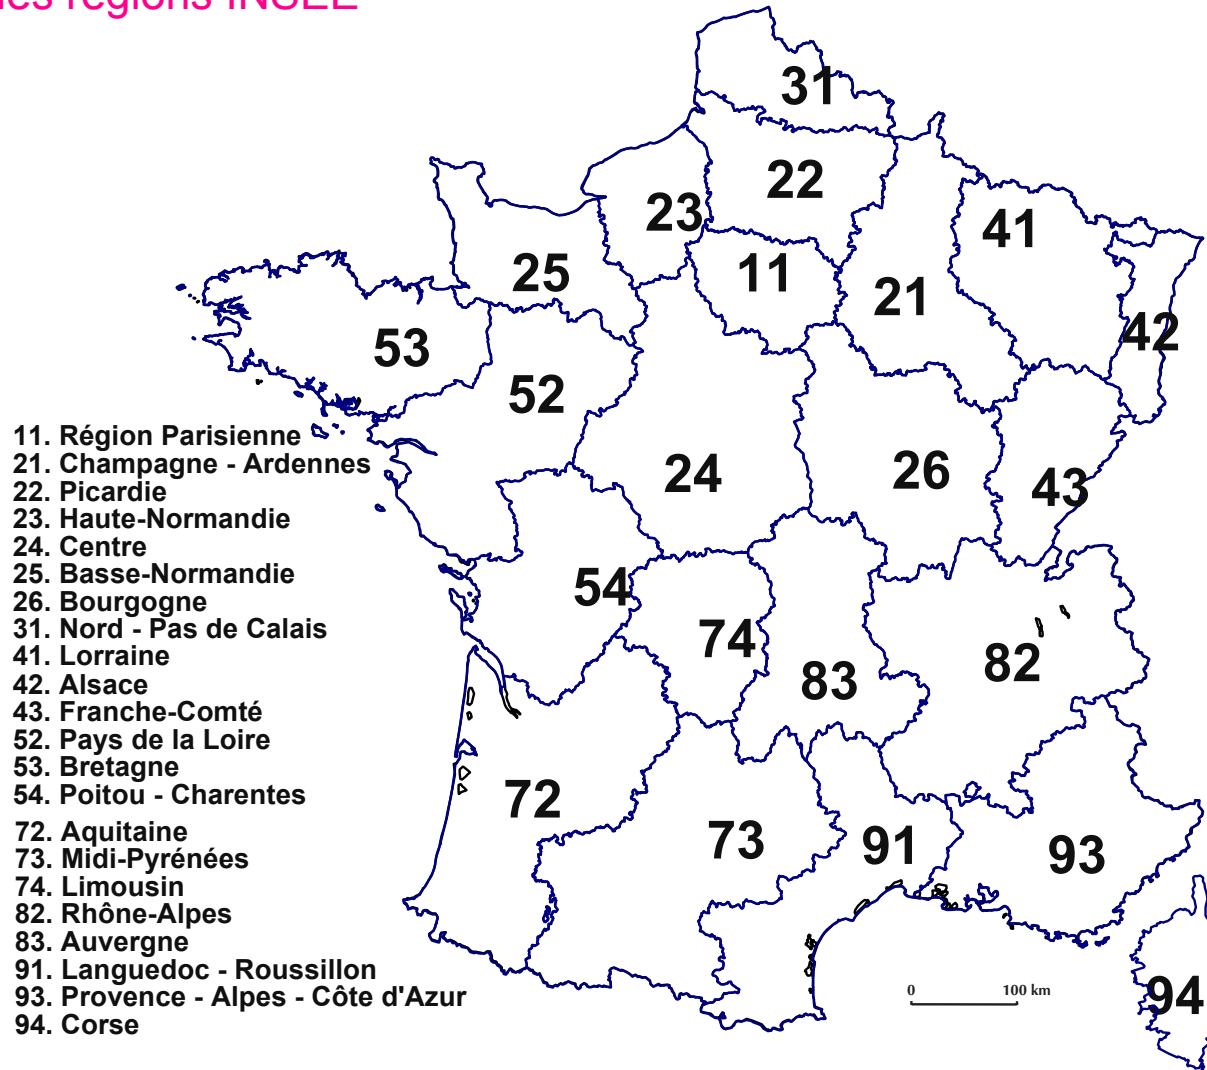 les régions INSEE
31
22
23
41
11
25
21
42
53
52
24
26
43
54
74
82
83
72
73
91
93
94
11. Région Parisienne
21. Champagne - Ardennes
22. Picardie
23. Haute-Normandie
24. Centre
25. Basse-Normandie
26. Bourgogne
31. Nord - Pas de Calais
41. Lorraine
42. Alsace
43. Franche-Comté
52. Pays de la Loire
53. Bretagne
54. Poitou - Charentes
72. Aquitaine
73. Midi-Pyrénées
74. Limousin
82. Rhône-Alpes
83. Auvergne
91. Languedoc - Roussillon
93. Provence - Alpes - Côte d'Azur
94. Corse
0 100 km